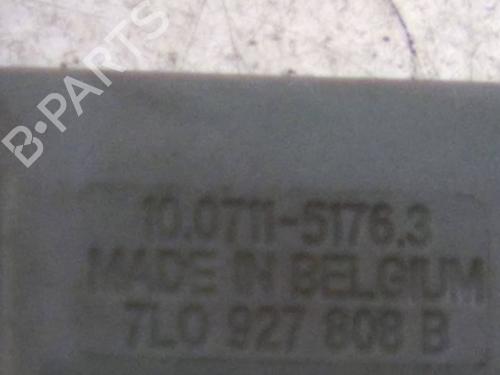 B-PARTS
10.0711-5176.3
MADE IN BELGIUM
7L0 927 808 B